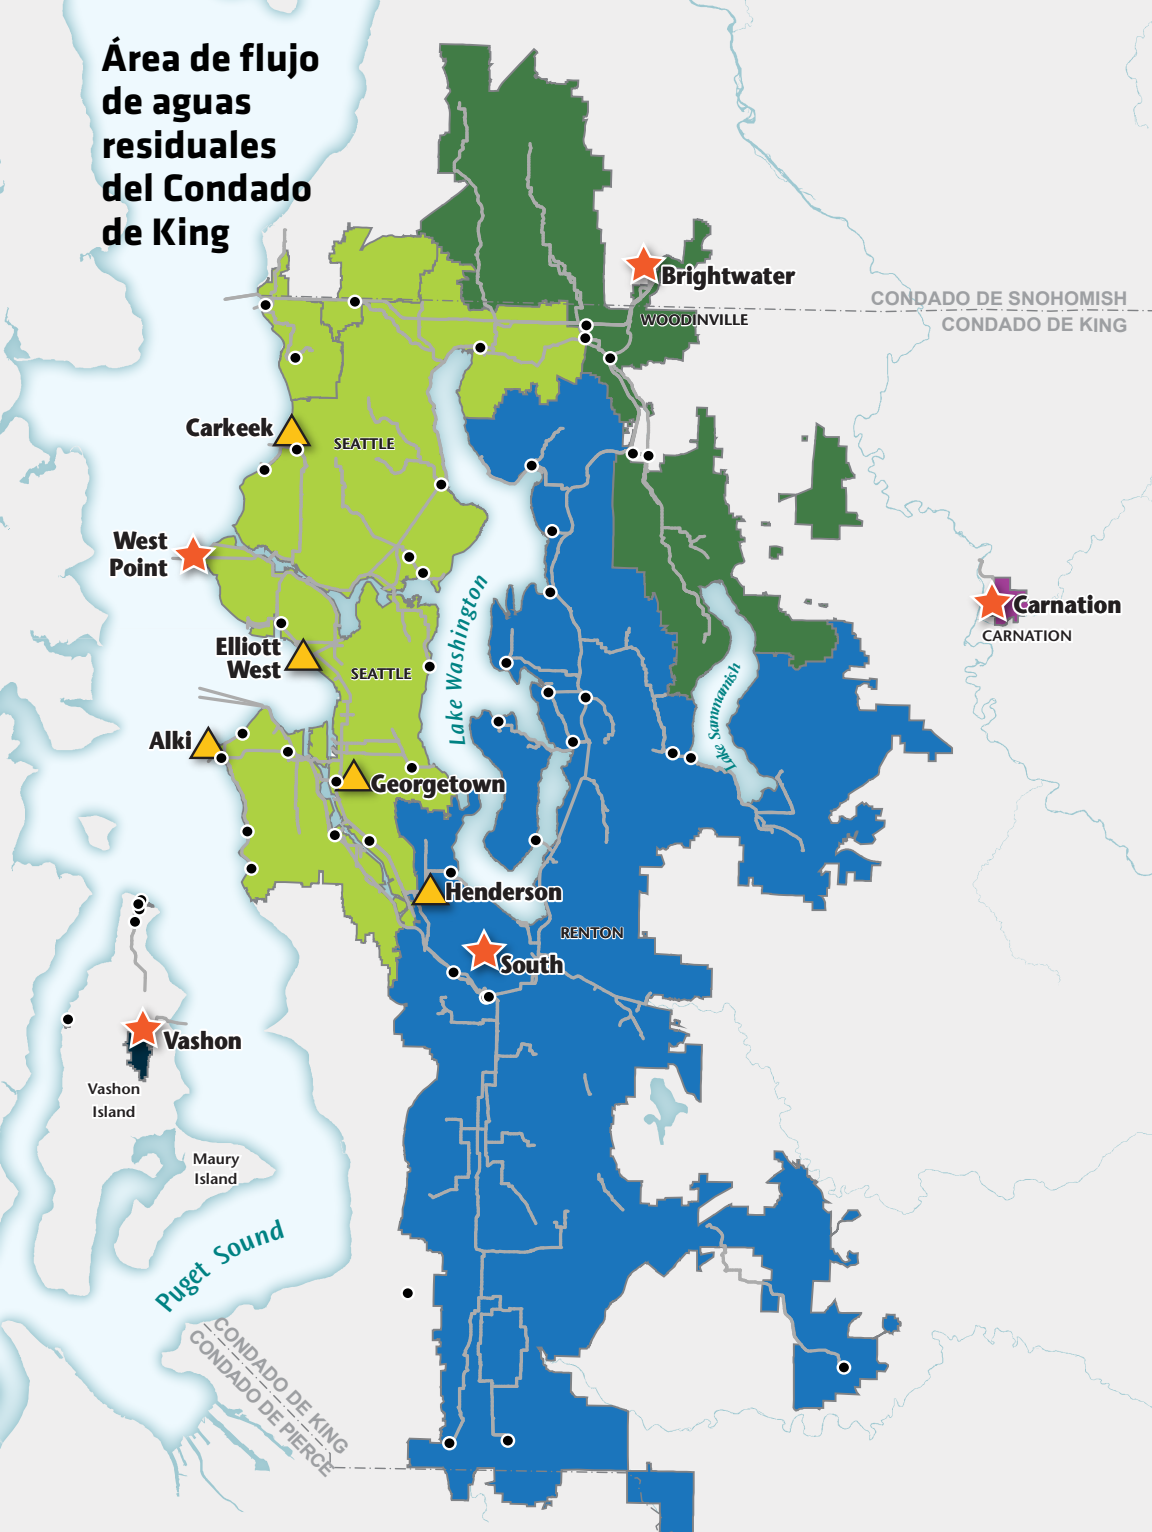 Área de flujo
de aguas
residuales
del Condado
de King
Brightwater
CONDADO DE SNOHOMISH
WOODINVILLE
CONDADO DE KING
Carkeek
SEATTLE
West
Point
Lake Washington
Carnation
CARNATION
Elliott
West
SEATTLE
Lake Sammamish
Alki
Georgetown
Henderson
RENTON
South
Vashon
Vashon
Island
Maury
Island
Puget Sound
CONDADO DE KING
CONDADO DE PIERCE